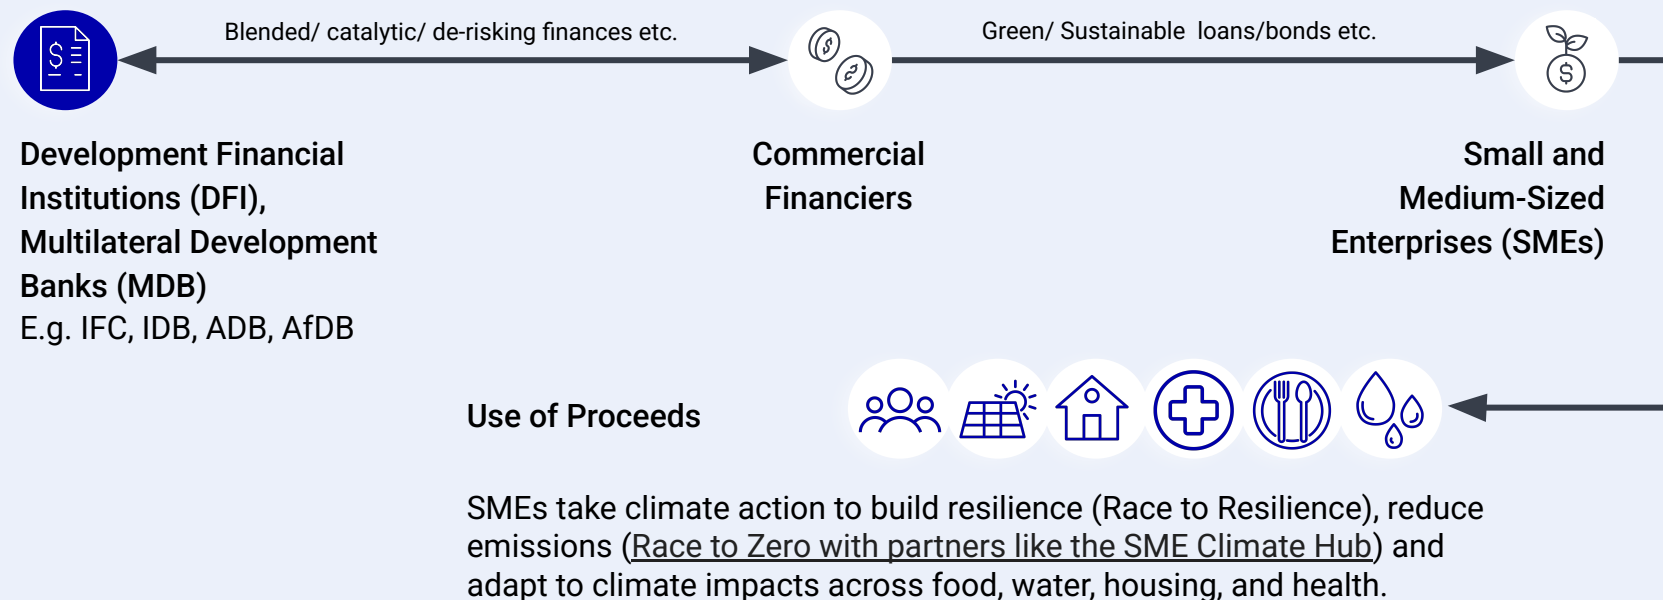 Blended/ catalytic/ de-risking finances etc.
Green/ Sustainable  loans/bonds etc.
Development Financial
Institutions (DFI),
Multilateral Development
Banks (MDB)
E.g. IFC, IDB, ADB, AfDB
Commercial
Financiers
Small and
Medium-Sized
Enterprises (SMEs)
Use of Proceeds
SMEs take climate action to build resilience (Race to Resilience), reduce
emissions (Race to Zero with partners like the SME Climate Hub) and
adapt to climate impacts across food, water, housing, and health.